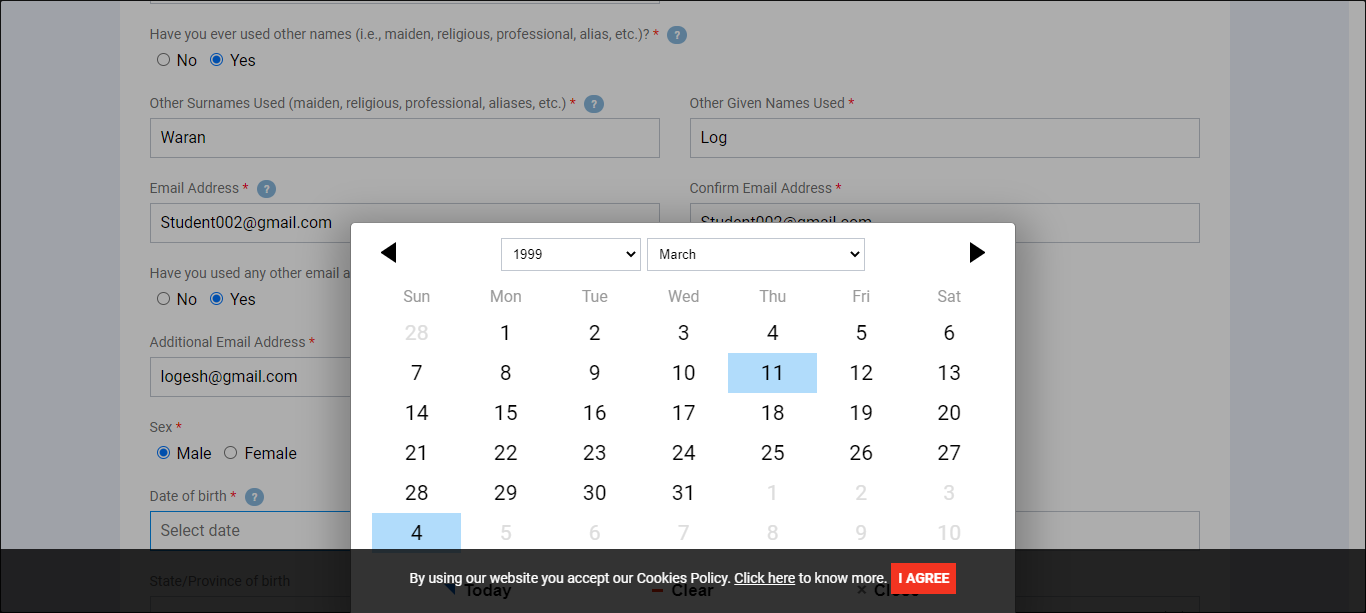 Have you ever used other names (i.e., maiden, religious, professional, alias, etc.)? * ?
No Yes
Other Surnames Used (maiden, religious, professional, aliases, etc.) * ? Other Given Names Used *
Waran Log
Email Address * ? Confirm Email Address *
Student002@gmail.com Student002@gmail.com
Have you used any other email a
No Yes
Additional Email Address *
logesh@gmail.com
Sex *
Male Female
Date of birth * ?
Select date
State/Province of birth
1999 March
Sun Mon Tue Wed Thu Fri Sat
28 1 2 3 4 5 6
7 8 9 10 11 12 13
14 15 16 17 18 19 20
21 22 23 24 25 26 27
28 29 30 31 1 2 3
4 5 6 7 8 9 10
Today Clear × Close
By using our website you accept our Cookies Policy. Click here to know more. I AGREE